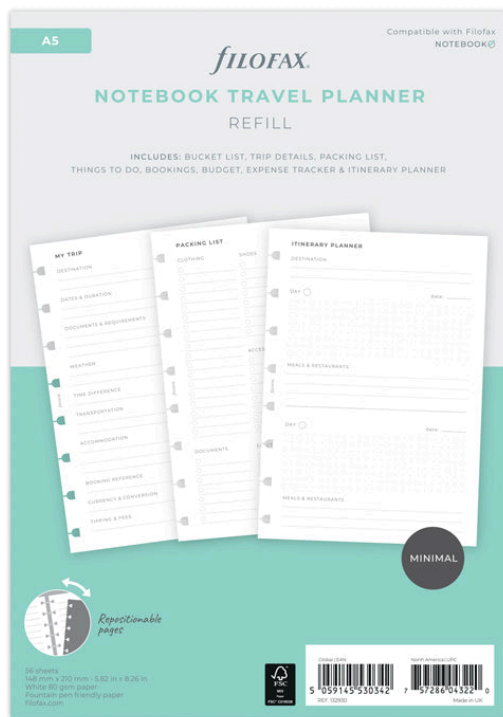 A5
Compatible with Filofax
NOTEBOOK
FILOFAX®
NOTEBOOK TRAVEL PLANNER
REFILL
INCLUDES: BUCKET LIST, TRIP DETAILS, PACKING LIST,
THINGS TO DO, BOOKINGS, BUDGET, EXPENSE TRACKER & ITINERARY PLANNER
MY TRIP
DESTINATION
DATES & DURATION
DOCUMENTS & REQUIREMENTS
WEATHER
TIME DIFFERENCE
TRANSPORTATION
ACCOMMODATION
BOOKING REFERENCE
CURRENCY & CONVERSION
TIPPING & FEES
PACKING LIST
CLOTHING SHOES
DOCUMENTS
ITINERARY PLANNER
DESTINATION
DAY DATE
MEALS & RESTAURANTS
DAY DATE
MEALS & RESTAURANTS
MINIMAL
Repositionable
pages
56 sheets
148 mm x 210 mm - 5.82 in x 8.26 in
White 80 gsm paper
Fountain pen friendly paper
filofax.com
FSC
Global | EAN
5 059145 530342
North America | UPC
7 57286 04322 0
Made in UK